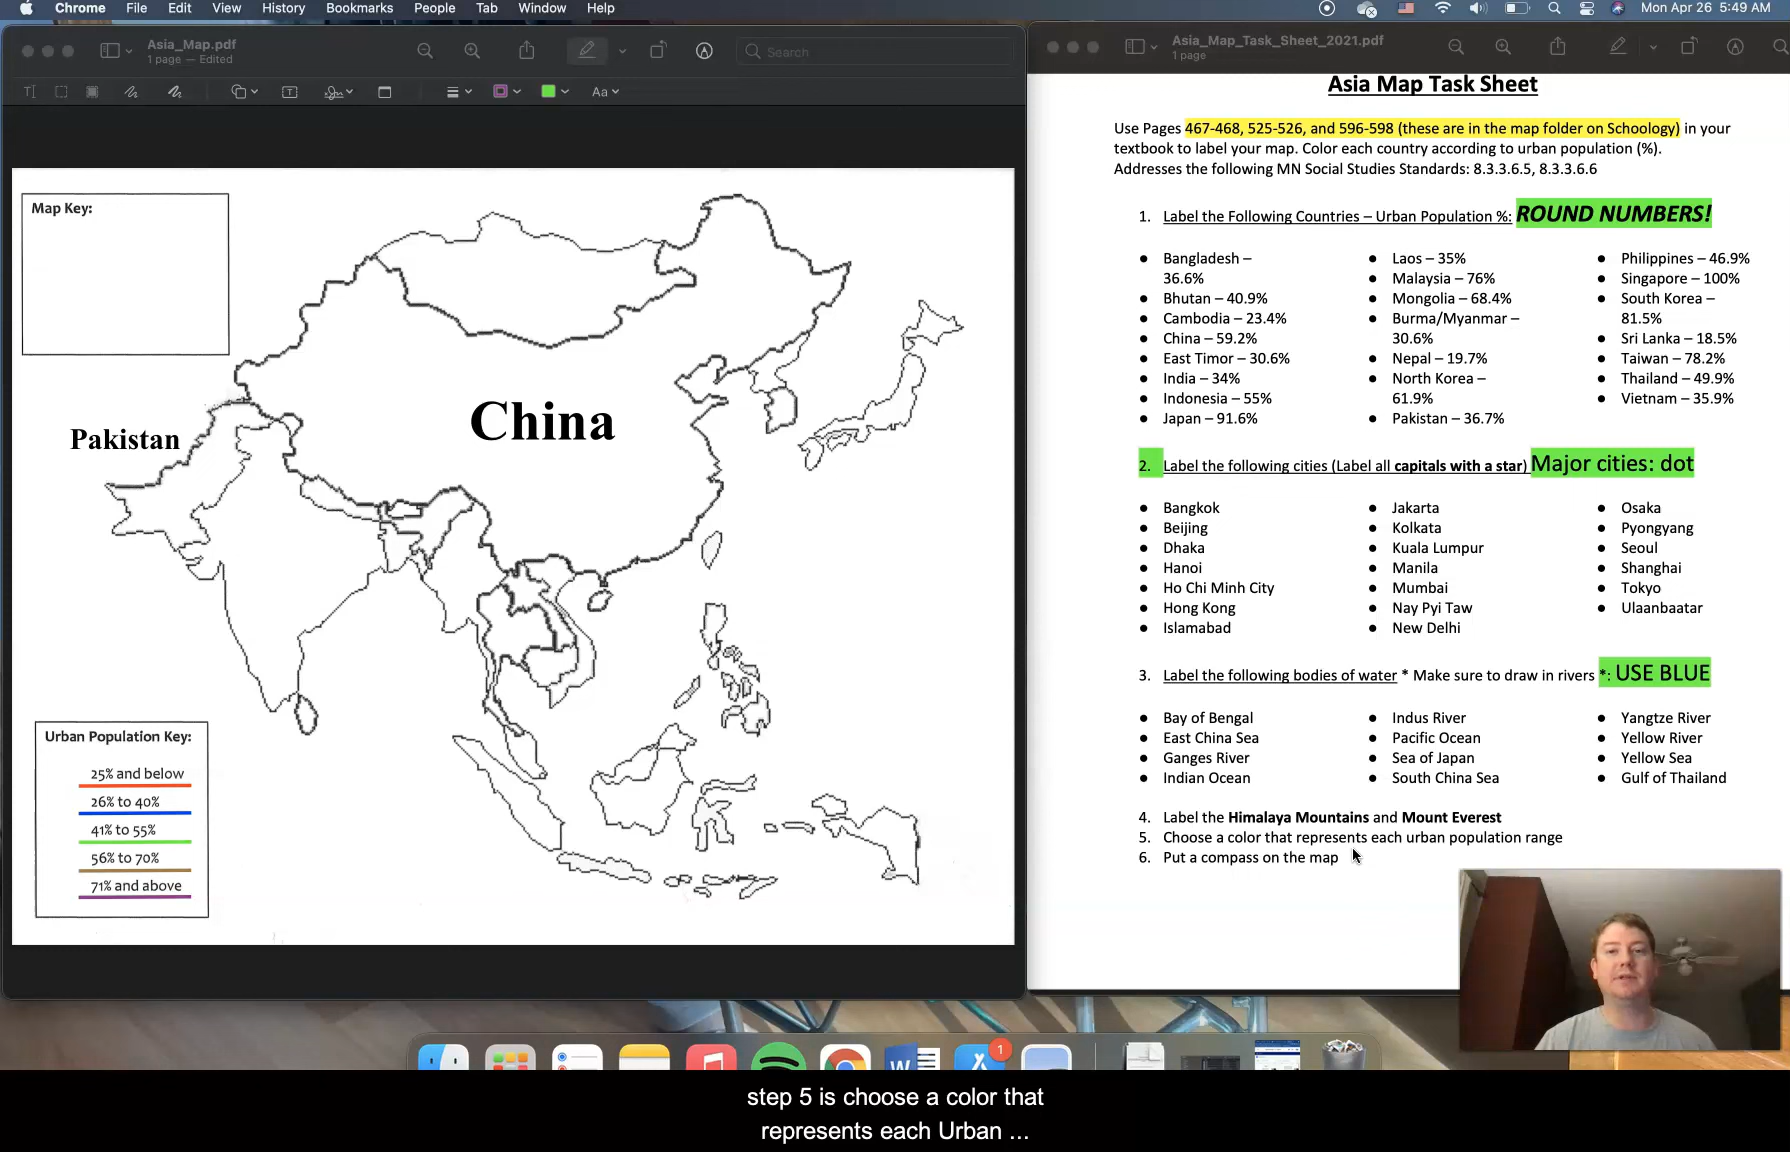 Chrome File Edit View History Bookmarks People Tab Window Help Mon Apr 26 5:49 AM
Asia_Map.pdf
1 page — Edited
Search
Aa
Map Key:
China
Pakistan
Urban Population Key:
25% and below
26% to 40%
41% to 55%
56% to 70%
71% and above
Asia_Map_Task_Sheet_2021.pdf
1 page
Asia Map Task Sheet
Use Pages 467-468, 525-526, and 596-598 (these are in the map folder on Schoology) in your
textbook to label your map. Color each country according to urban population (%).
Addresses the following MN Social Studies Standards: 8.3.3.6.5, 8.3.3.6.6
1. Label the Following Countries – Urban Population %: ROUND NUMBERS!
● Bangladesh –
36.6%
● Bhutan – 40.9%
● Cambodia – 23.4%
● China – 59.2%
● East Timor – 30.6%
● India – 34%
● Indonesia – 55%
● Japan – 91.6%
● Laos – 35%
● Malaysia – 76%
● Mongolia – 68.4%
● Burma/Myanmar –
30.6%
● Nepal – 19.7%
● North Korea –
61.9%
● Pakistan – 36.7%
● Philippines – 46.9%
● Singapore – 100%
● South Korea –
81.5%
● Sri Lanka – 18.5%
● Taiwan – 78.2%
● Thailand – 49.9%
● Vietnam – 35.9%
2. Label the following cities (Label all capitals with a star) Major cities: dot
● Bangkok
● Beijing
● Dhaka
● Hanoi
● Ho Chi Minh City
● Hong Kong
● Islamabad
● Jakarta
● Kolkata
● Kuala Lumpur
● Manila
● Mumbai
● Nay Pyi Taw
● New Delhi
● Osaka
● Pyongyang
● Seoul
● Shanghai
● Tokyo
● Ulaanbaatar
3. Label the following bodies of water * Make sure to draw in rivers *: USE BLUE
● Bay of Bengal
● East China Sea
● Ganges River
● Indian Ocean
● Indus River
● Pacific Ocean
● Sea of Japan
● South China Sea
● Yangtze River
● Yellow River
● Yellow Sea
● Gulf of Thailand
4. Label the Himalaya Mountains and Mount Everest
5. Choose a color that represents each urban population range
6. Put a compass on the map
W
1
step 5 is choose a color that
represents each Urban ...